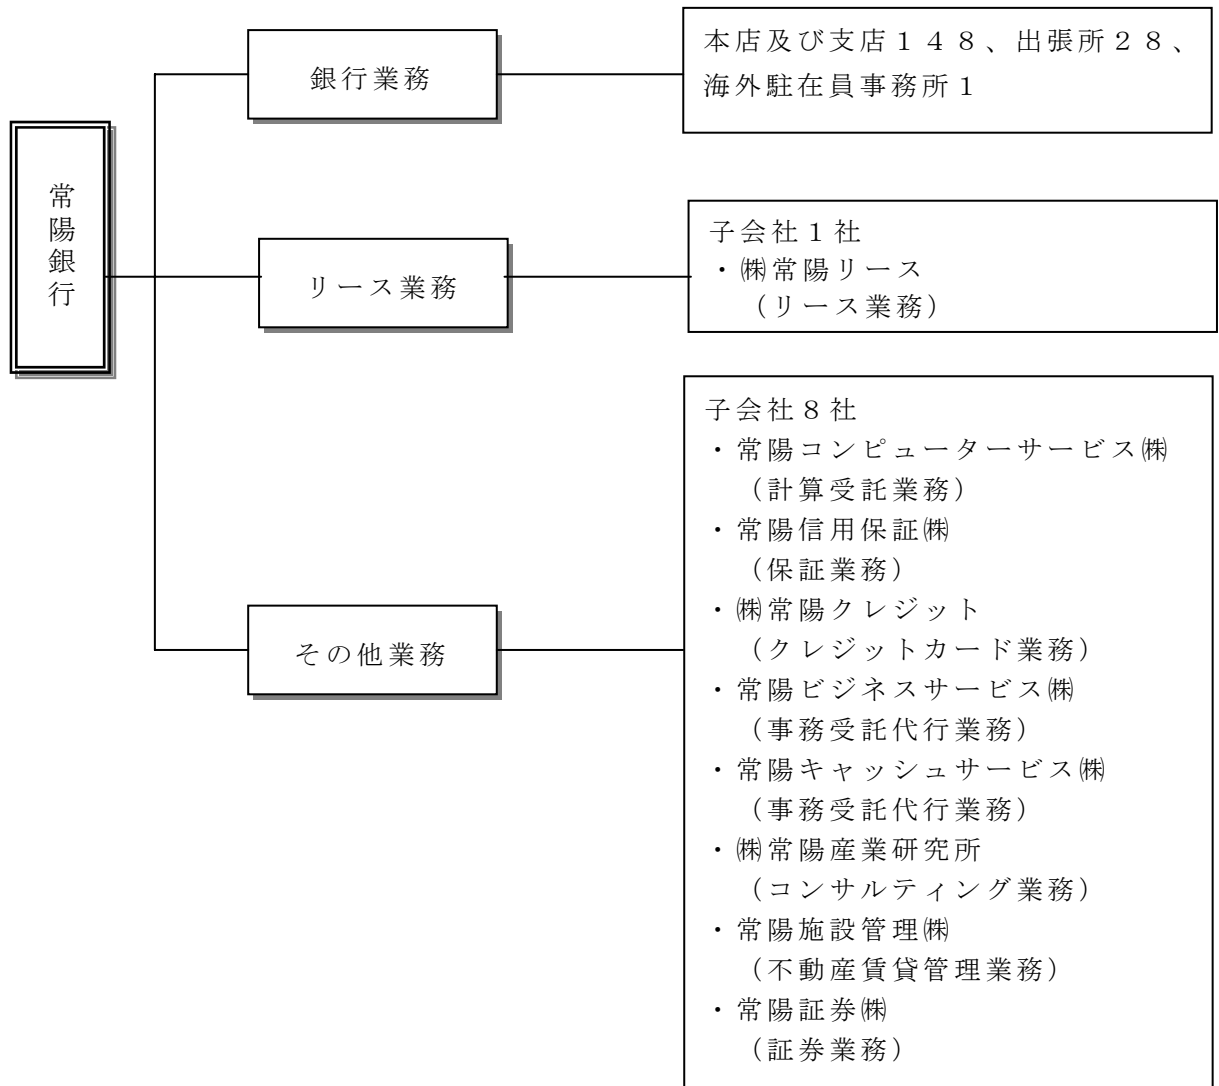 常陽銀行
銀行業務
本店及び支店１４８、出張所２８、
海外駐在員事務所１
リース業務
子会社１社
・㈱常陽リース
（リース業務）
その他業務
子会社８社
・常陽コンピューターサービス㈱
（計算受託業務）
・常陽信用保証㈱
（保証業務）
・㈱常陽クレジット
（クレジットカード業務）
・常陽ビジネスサービス㈱
（事務受託代行業務）
・常陽キャッシュサービス㈱
（事務受託代行業務）
・㈱常陽産業研究所
（コンサルティング業務）
・常陽施設管理㈱
（不動産賃貸管理業務）
・常陽証券㈱
（証券業務）